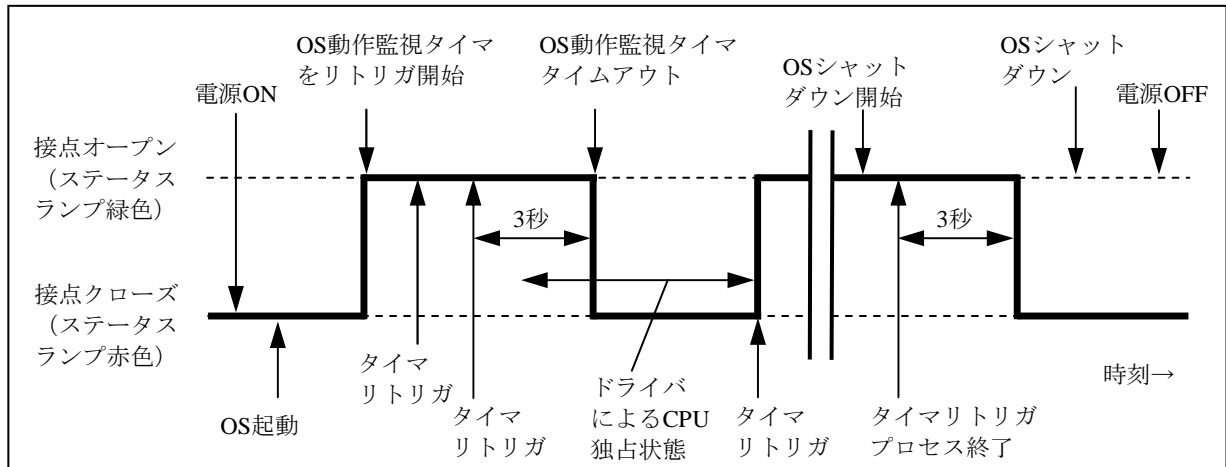 OS動作監視タイマ
をリトリガ開始
OS動作監視タイマ
タイムアウト
OSシャット
ダウン開始
OSシャット
ダウン
電源ON
電源OFF
接点オープン
（ステータス
ランプ緑色）
3秒
3秒
接点クローズ
（ステータス
ランプ赤色）
時刻→
OS起動
タイマ
リトリガ
タイマ
リトリガ
ドライバ
によるCPU
独占状態
タイマ
リトリガ
タイマリトリガ
プロセス終了